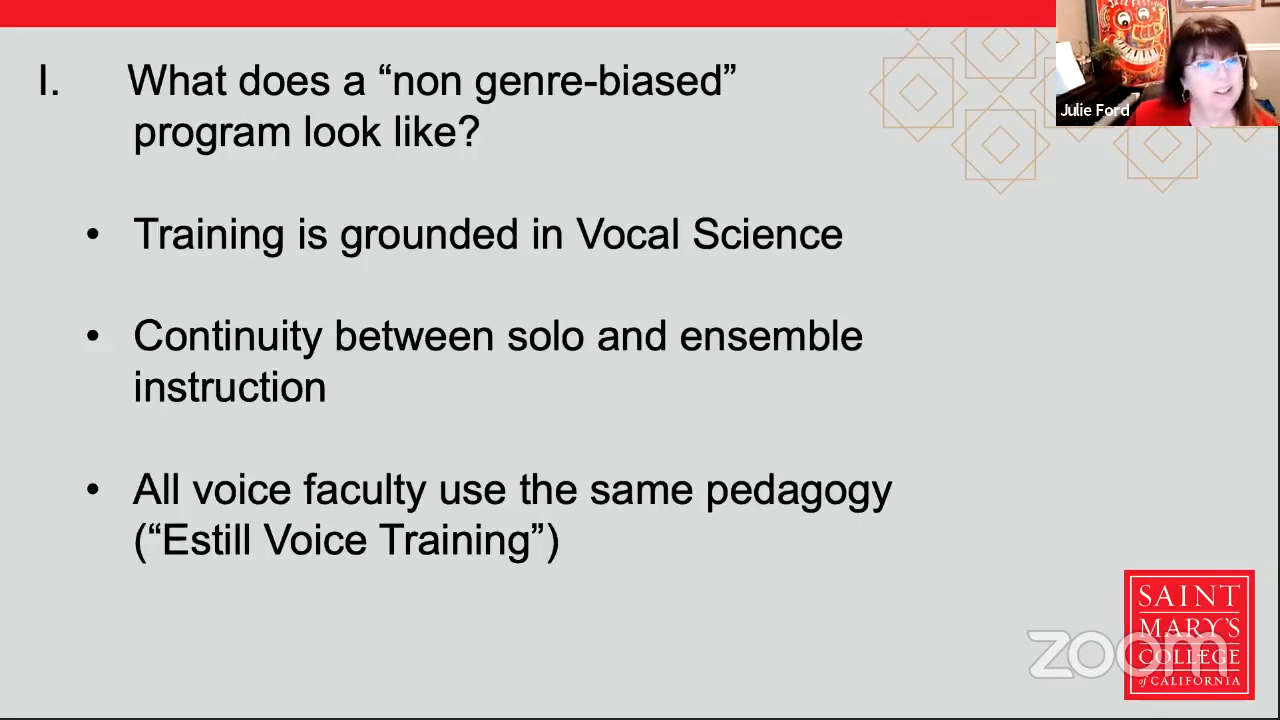 JAZZ FESTIVAL
Julie Ford
I. What does a “non genre-biased”
program look like?
• Training is grounded in Vocal Science
• Continuity between solo and ensemble
instruction
• All voice faculty use the same pedagogy
(“Estill Voice Training”)
SAINT
MARY'S
COLLEGE
of CALIFORNIA
zoom